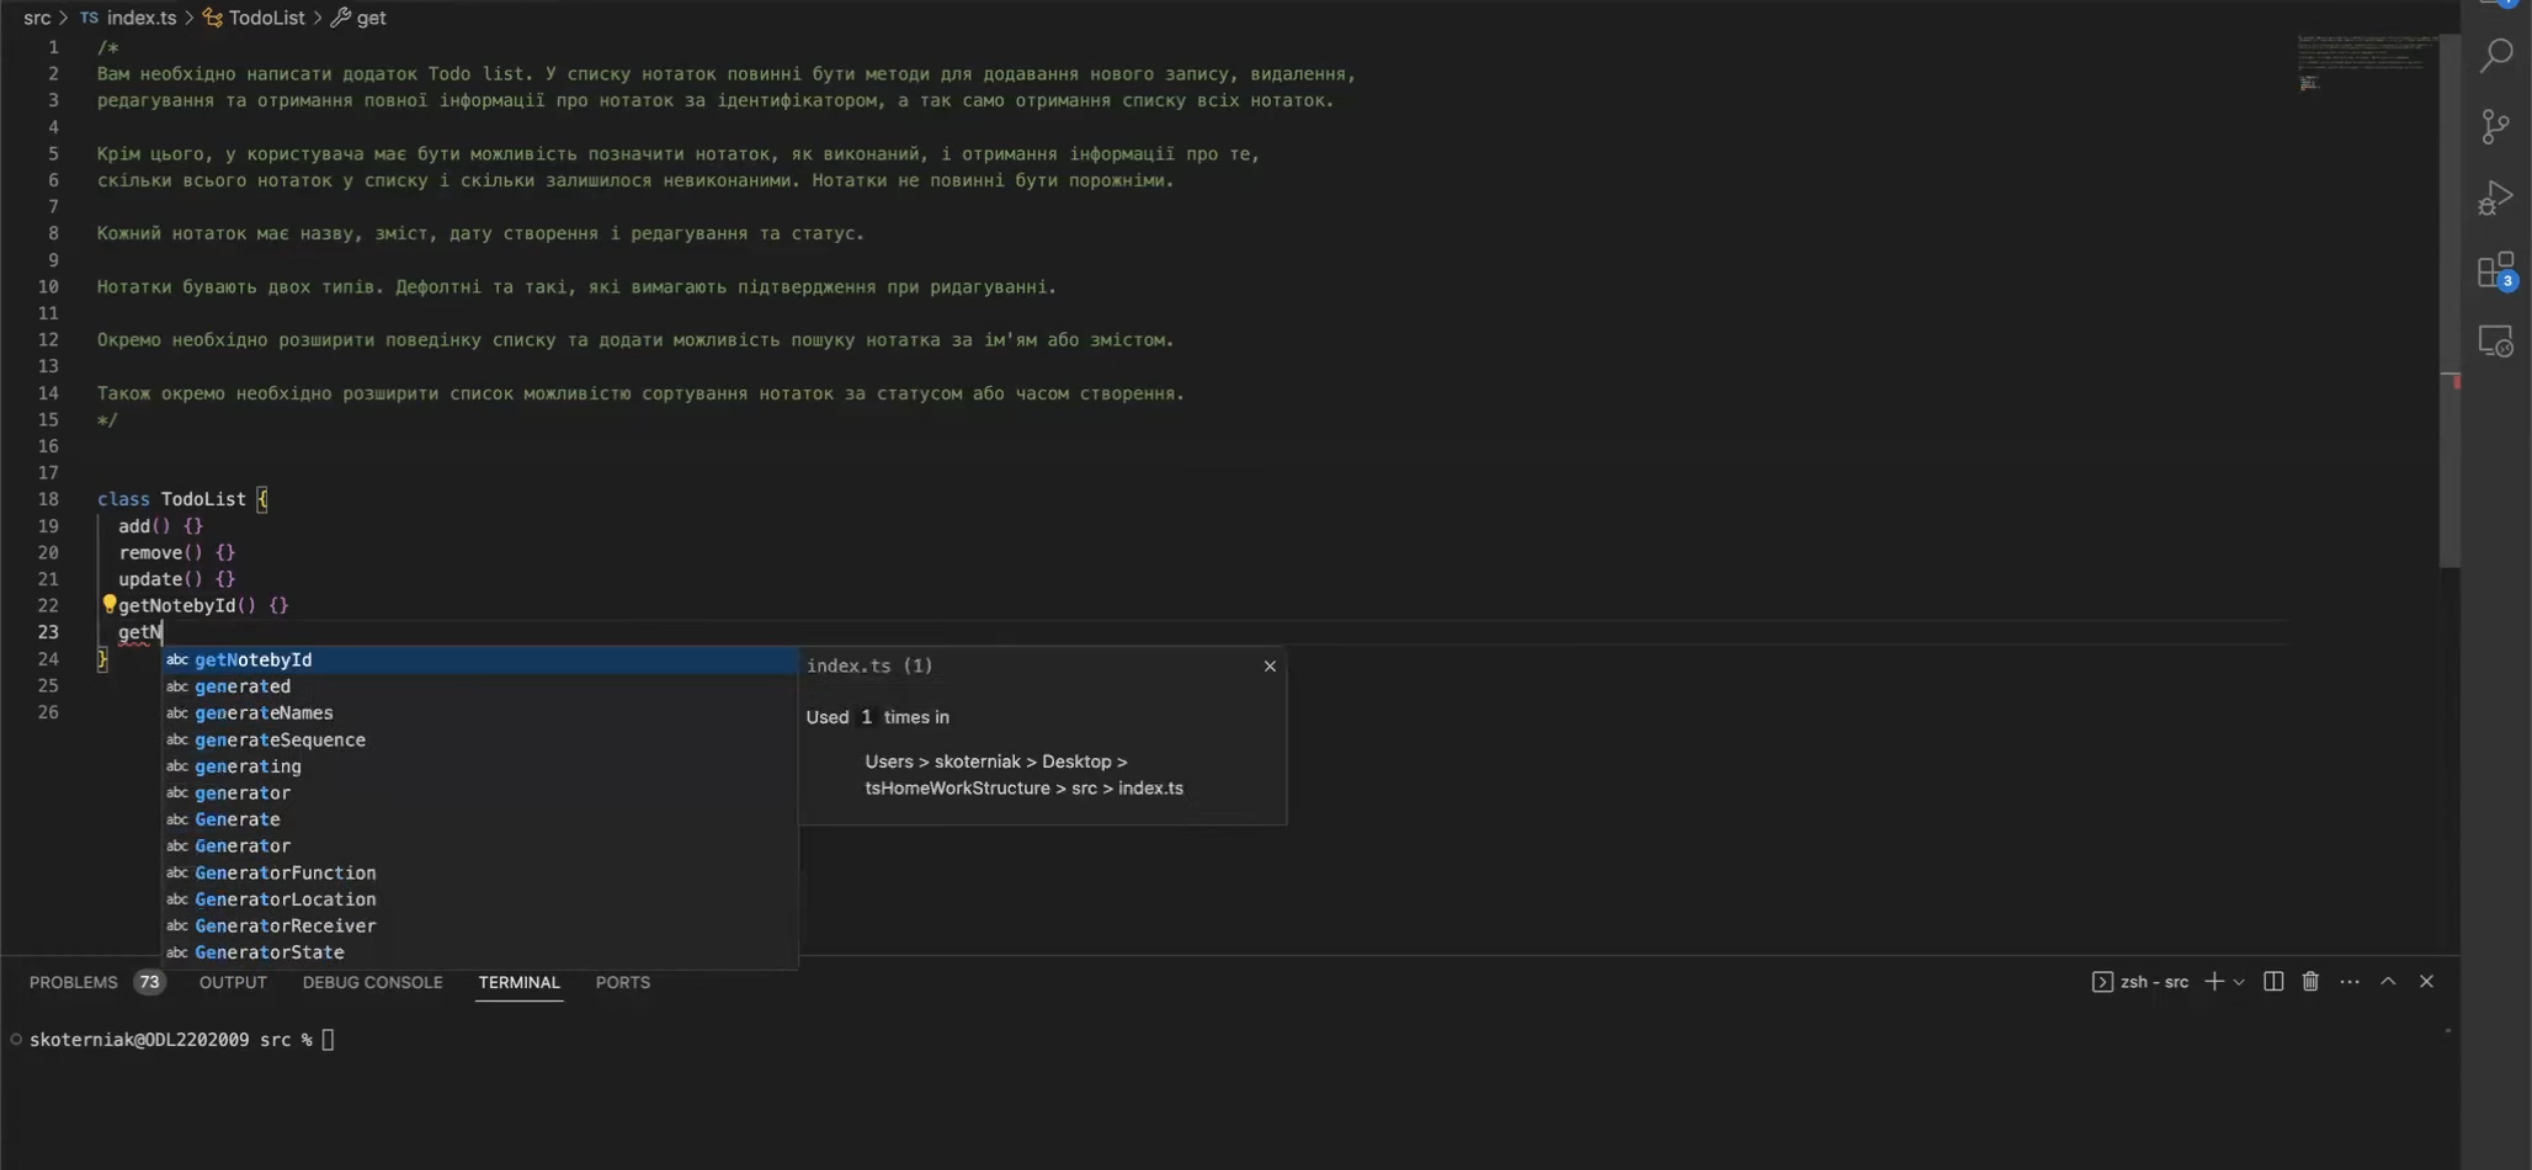 src > TS index.ts > TodoList > get
1 /*
2 Вам необхідно написати додаток Todo list. У списку нотаток повинні бути методи для додавання нового запису, видалення,
3 редагування та отримання повної інформації про нотаток за ідентифікатором, а так само отримання списку всіх нотаток.
4
5 Крім цього, у користувача має бути можливість позначити нотаток, як виконаний, і отримання інформації про те,
6 скільки всього нотаток у списку і скільки залишилося невиконаними. Нотатки не повинні бути порожніми.
7
8 Кожний нотаток має назву, зміст, дату створення і редагування та статус.
9
10 Нотатки бувають двох типів. Дефолтні та такі, які вимагають підтвердження при ридагуванні.
11
12 Окремо необхідно розширити поведінку списку та додати можливість пошуку нотатка за ім'ям або змістом.
13
14 Також окремо необхідно розширити список можливістю сортування нотаток за статусом або часом створення.
15 */
16
17
18 class TodoList {
19 add() {}
20 remove() {}
21 update() {}
22 getNotebyId() {}
23 getN
24 }
25
26
abc getNotebyId
abc generated
abc generateNames
abc generateSequence
abc generating
abc generator
abc Generate
abc Generator
abc GeneratorFunction
abc GeneratorLocation
abc GeneratorReceiver
abc GeneratorState
index.ts (1)
Used 1 times in
Users > skoterniak > Desktop >
tsHomeWorkStructure > src > index.ts
3
PROBLEMS 73 OUTPUT DEBUG CONSOLE TERMINAL PORTS
zsh - src
skoterniak@ODL2202009 src %